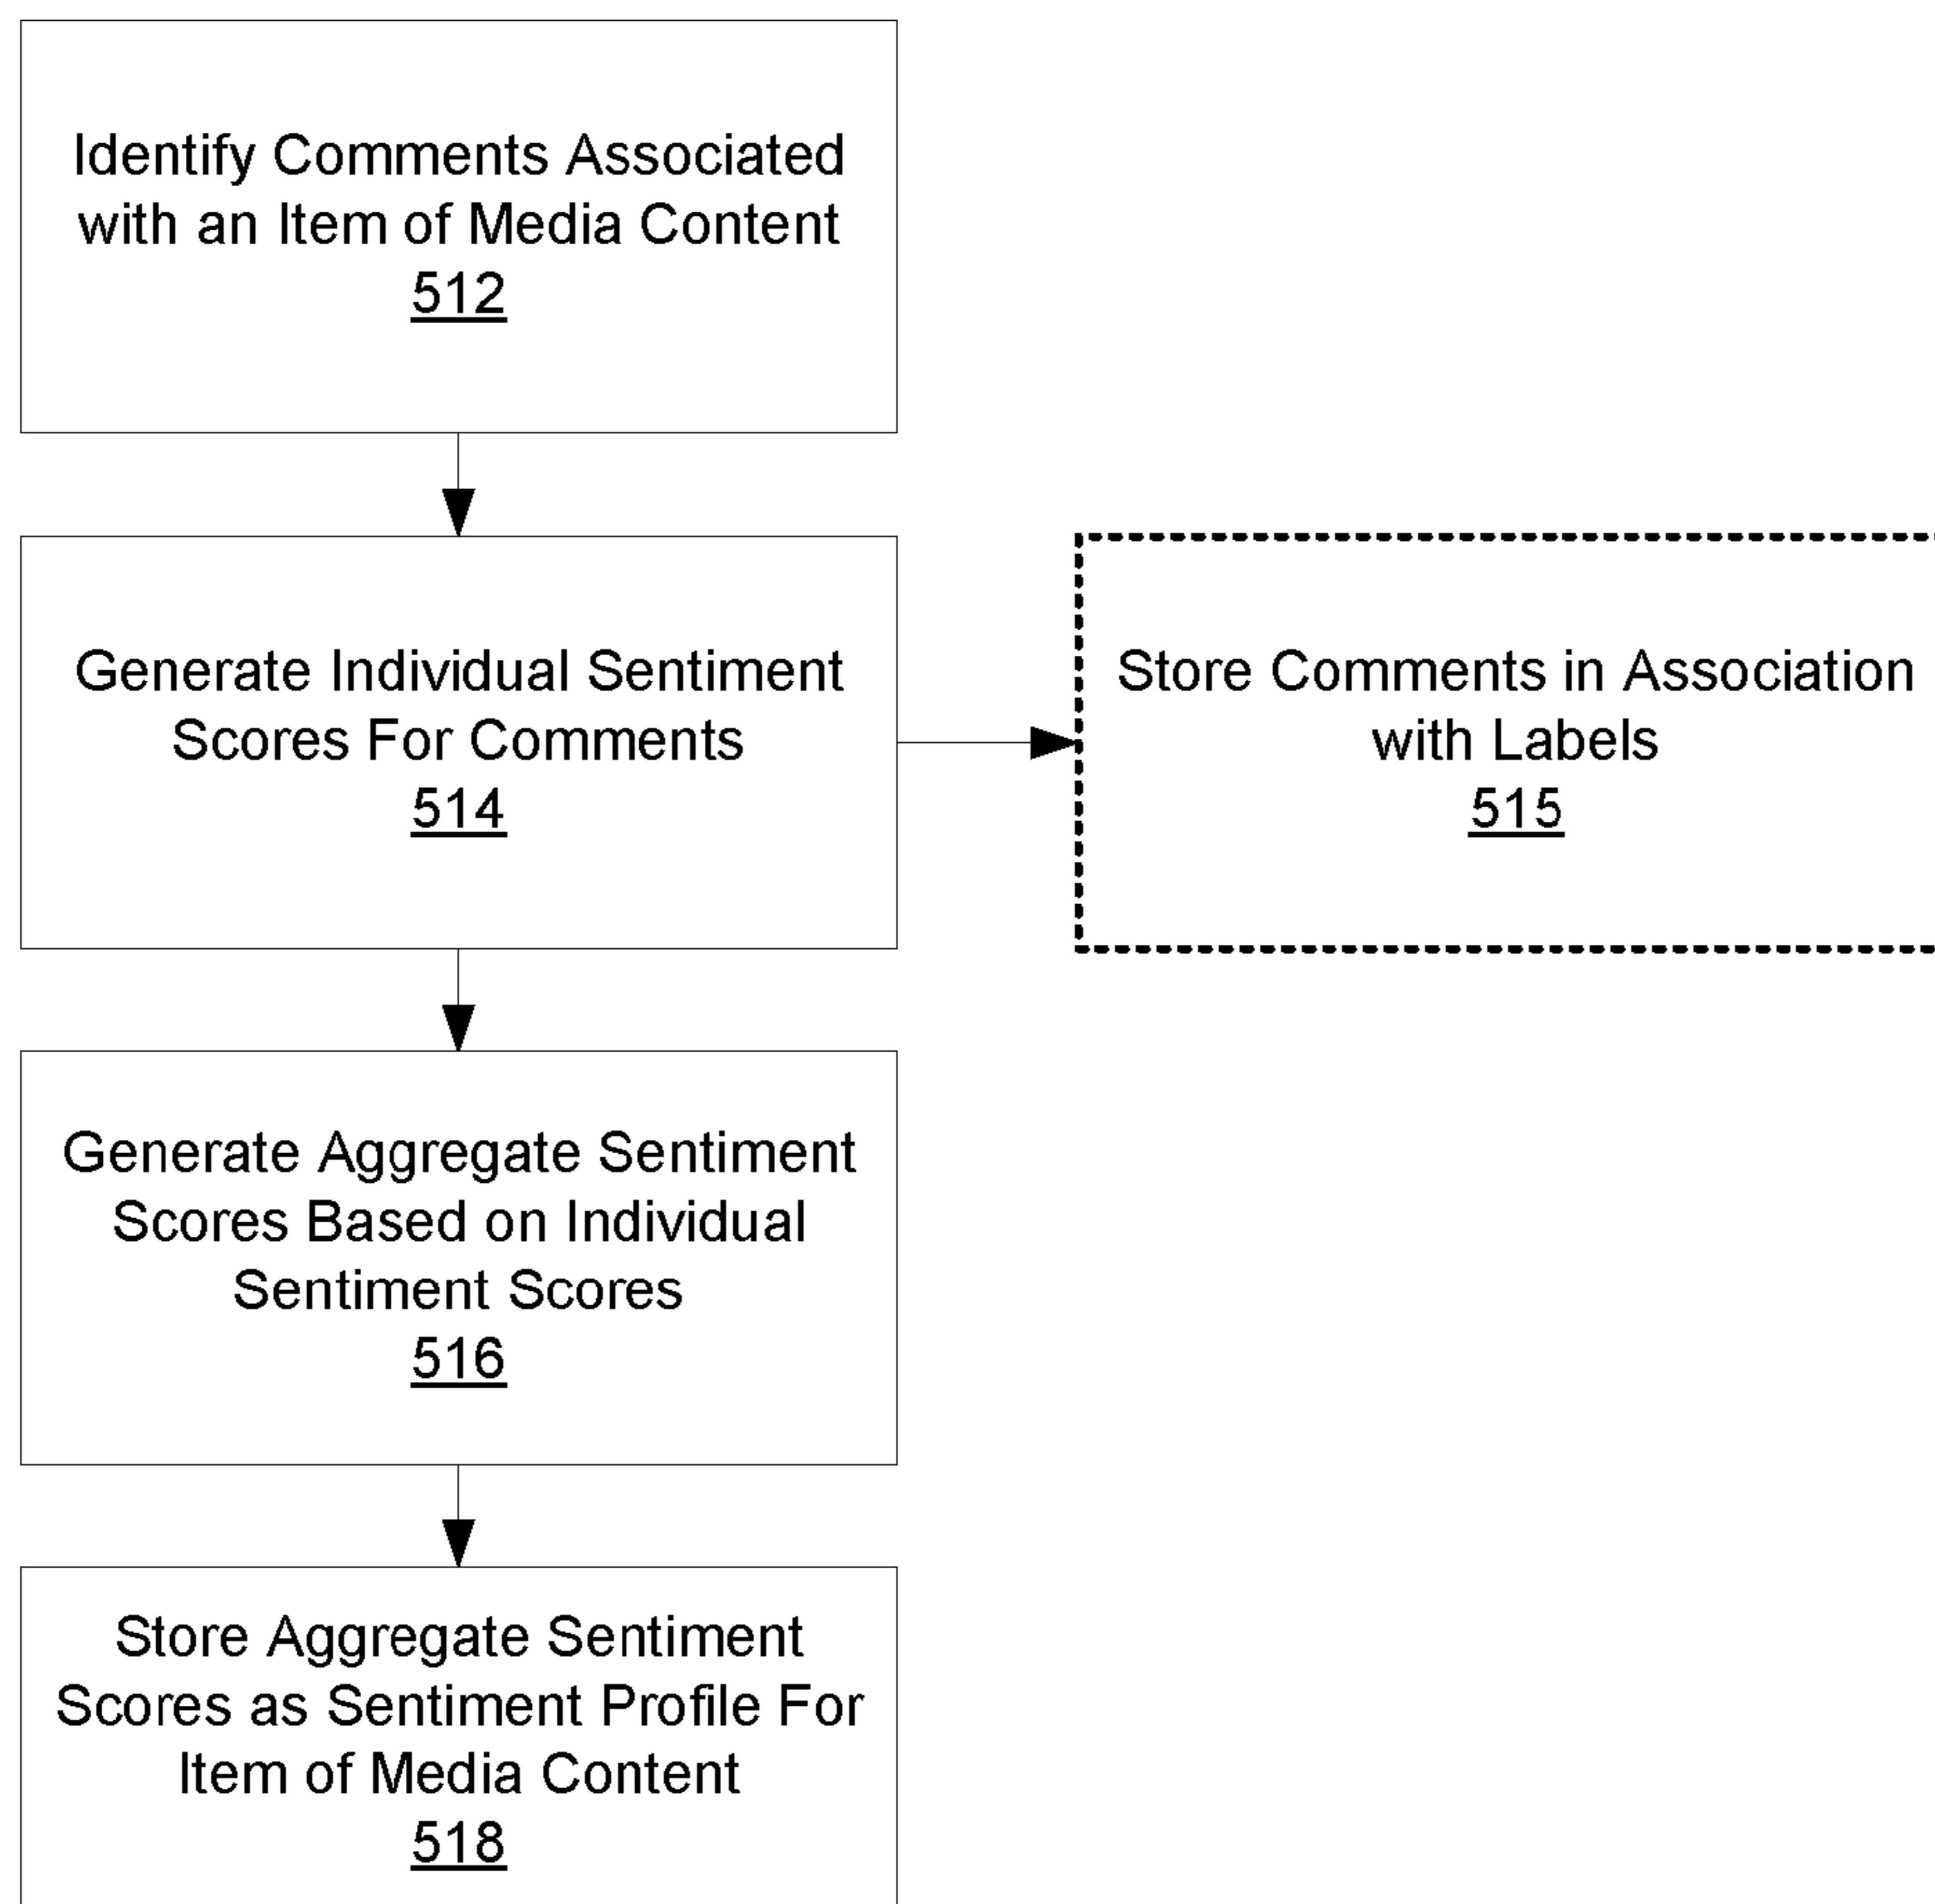 Identify Comments Associated
with an Item of Media Content
512
Generate Individual Sentiment
Scores For Comments
514
Store Comments in Association
with Labels
515
Generate Aggregate Sentiment
Scores Based on Individual
Sentiment Scores
516
Store Aggregate Sentiment
Scores as Sentiment Profile For
Item of Media Content
518